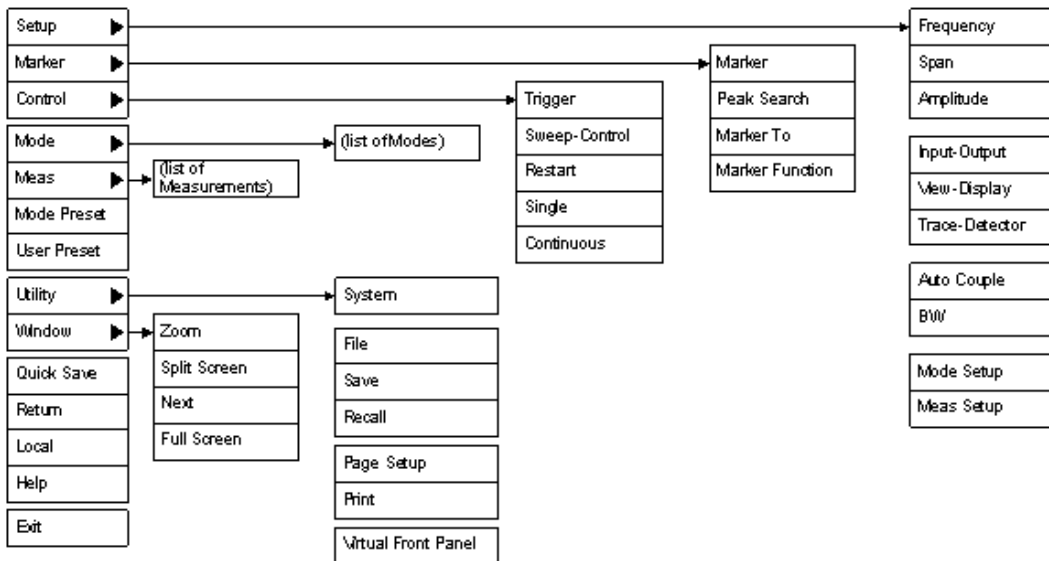 Setup
Marker
Control
Mode
Meas
Mode Preset
User Preset
Utility
Window
Quick Save
Return
Local
Help
Exit
(list of
Measurements)
Zoom
Split Screen
Next
Full Screen
(list of Modes)
System
File
Save
Recall
Page Setup
Print
Virtual Front Panel
Trigger
Sweep-Control
Restart
Single
Continuous
Marker
Peak Search
Marker To
Marker Function
Frequency
Span
Amplitude
Input-Output
View-Display
Trace-Detector
Auto Couple
BW
Mode Setup
Meas Setup